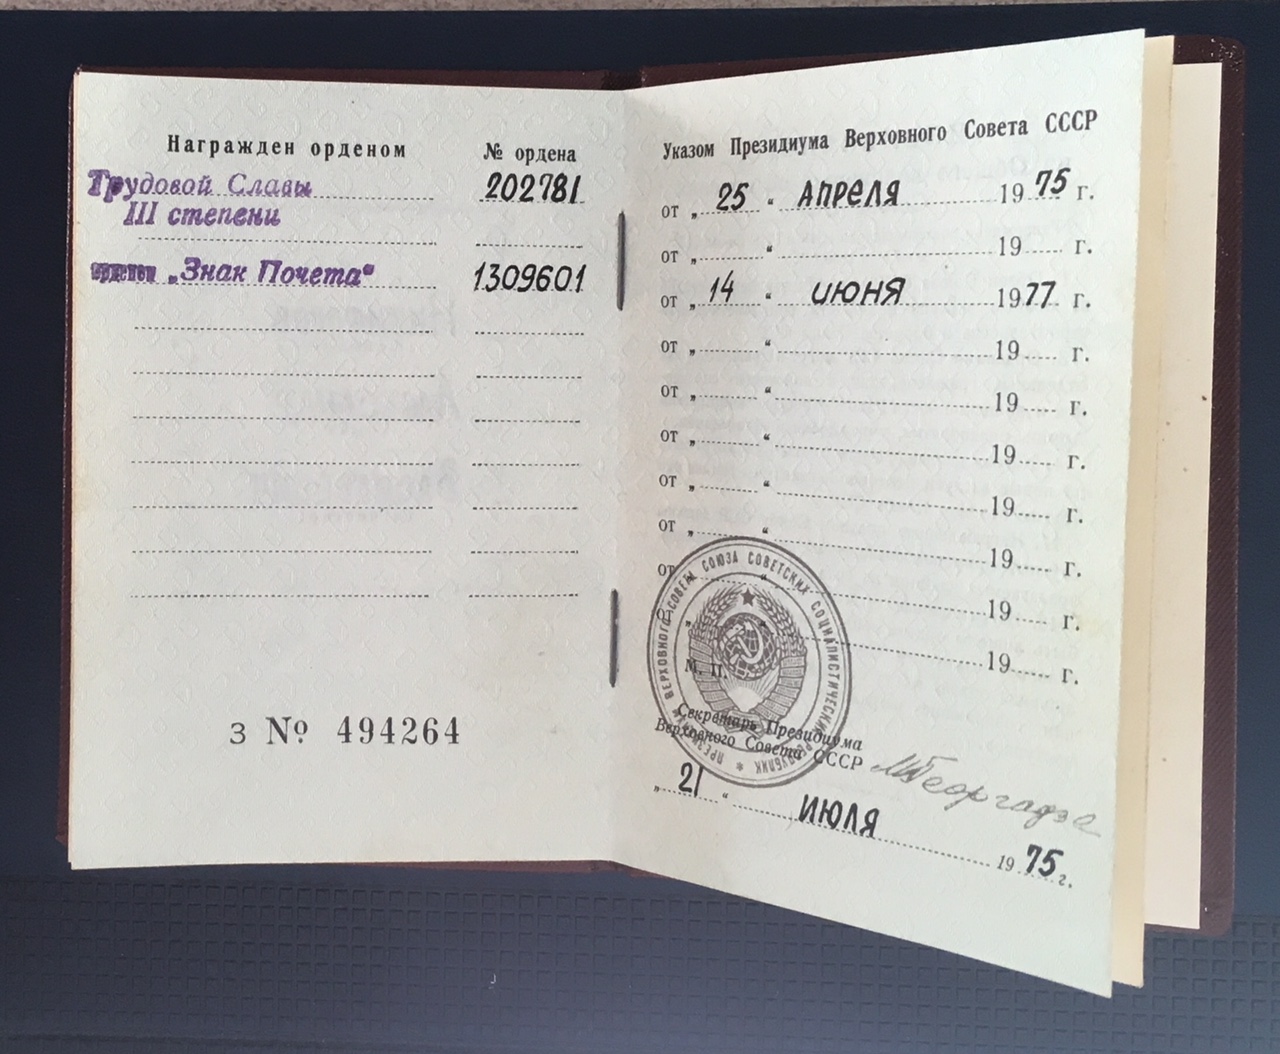 Награжден орденом № ордена
Трудовой Славы 202781
III степени
орденом „Знак Почета" 1309601
З № 494264
Указом Президиума Верховного Совета СССР
от „ 25 “ АПРЕЛЯ 1975 г.
от „ “ 19 г.
от „ 14 “ ИЮНЯ 1977 г.
от „ “ 19 г.
от „ “ 19 г.
от „ “ 19 г.
от „ “ 19 г.
от „ “ 19 г.
от „ “ 19 г.
от „ “ 19 г.
М. П.
ПРЕЗИДИУМ ВЕРХОВНОГО СОВЕТА СОЮЗА СОВЕТСКИХ СОЦИАЛИСТИЧЕСКИХ РЕСПУБЛИК
Секретарь Президиума
Верховного Совета СССР
М Георгадзе
„ 21 “ ИЮЛЯ 1975 г.